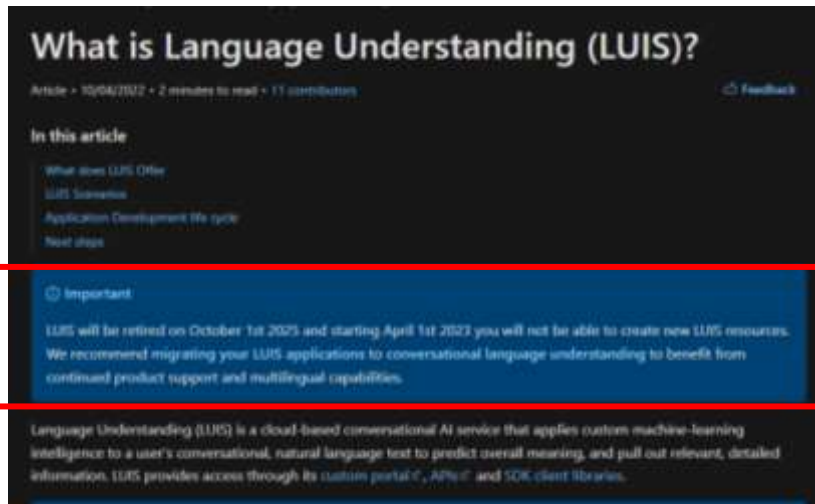 What is Language Understanding (LUIS)?
Article • 10/04/2022 • 2 minutes to read • 11 contributors
Feedback
In this article
What does LUIS Offer
LUIS Scenarios
Application Development life cycle
Next steps
Important
LUIS will be retired on October 1st 2025 and starting April 1st 2023 you will not be able to create new LUIS resources.
We recommend migrating your LUIS applications to conversational language understanding to benefit from
continued product support and multilingual capabilities.
Language Understanding (LUIS) is a cloud-based conversational AI service that applies custom machine-learning
intelligence to a user's conversational, natural language text to predict overall meaning, and pull out relevant, detailed
information. LUIS provides access through its custom portal, APIs and SDK client libraries.